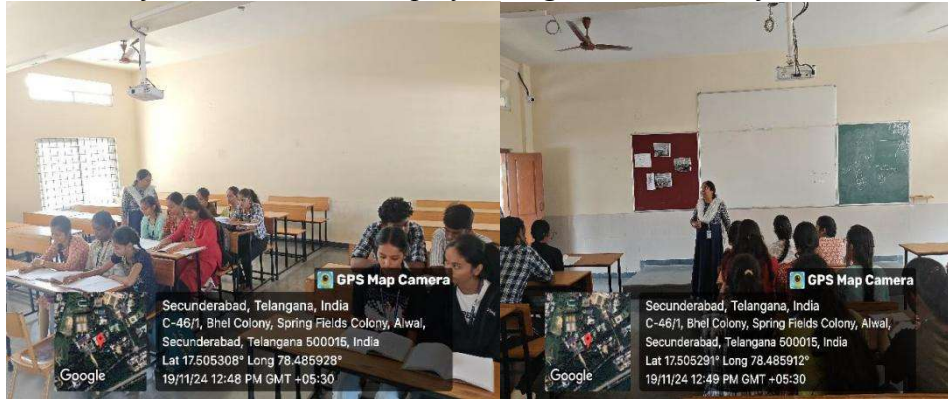 GPS Map Camera
Secunderabad, Telangana, India
C-46/1, Bhel Colony, Spring Fields Colony, Alwal,
Secunderabad, Telangana 500015, India
Lat 17.505308° Long 78.485928°
19/11/24 12:48 PM GMT +05:30
Google
GPS Map Camera
Secunderabad, Telangana, India
C-46/1, Bhel Colony, Spring Fields Colony, Alwal,
Secunderabad, Telangana 500015, India
Lat 17.505291° Long 78.485912°
19/11/24 12:49 PM GMT +05:30
Google